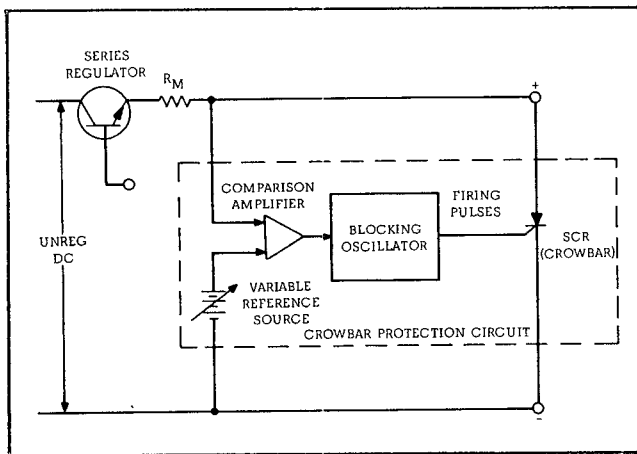 SERIES
REGULATOR
RM
+
COMPARISON
AMPLIFIER
FIRING
PULSES
BLOCKING
OSCILLATOR
UNREG
DC
SCR
(CROWBAR)
VARIABLE
REFERENCE
SOURCE
CROWBAR PROTECTION CIRCUIT
-